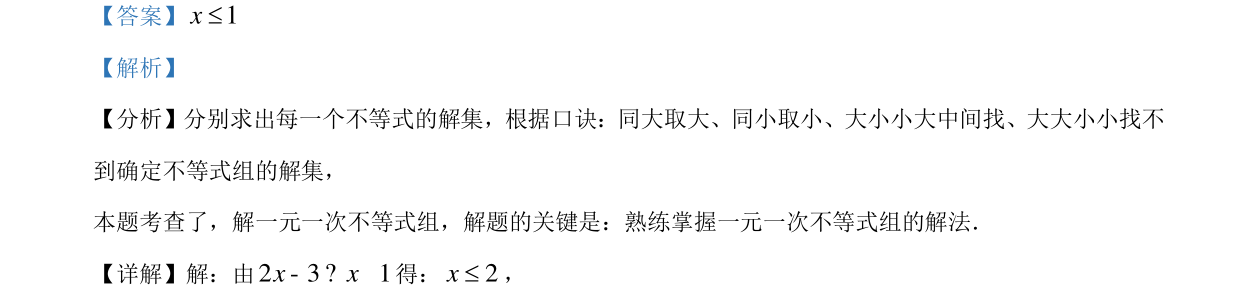 【答案】x≤1
【解析】
【分析】分别求出每一个不等式的解集，根据口诀：同大取大、同小取小、大小小大中间找、大大小小找不
到确定不等式组的解集，
本题考查了，解一元一次不等式组，解题的关键是：熟练掌握一元一次不等式组的解法．
【详解】解：由2x- 3? x 1得：x≤2，